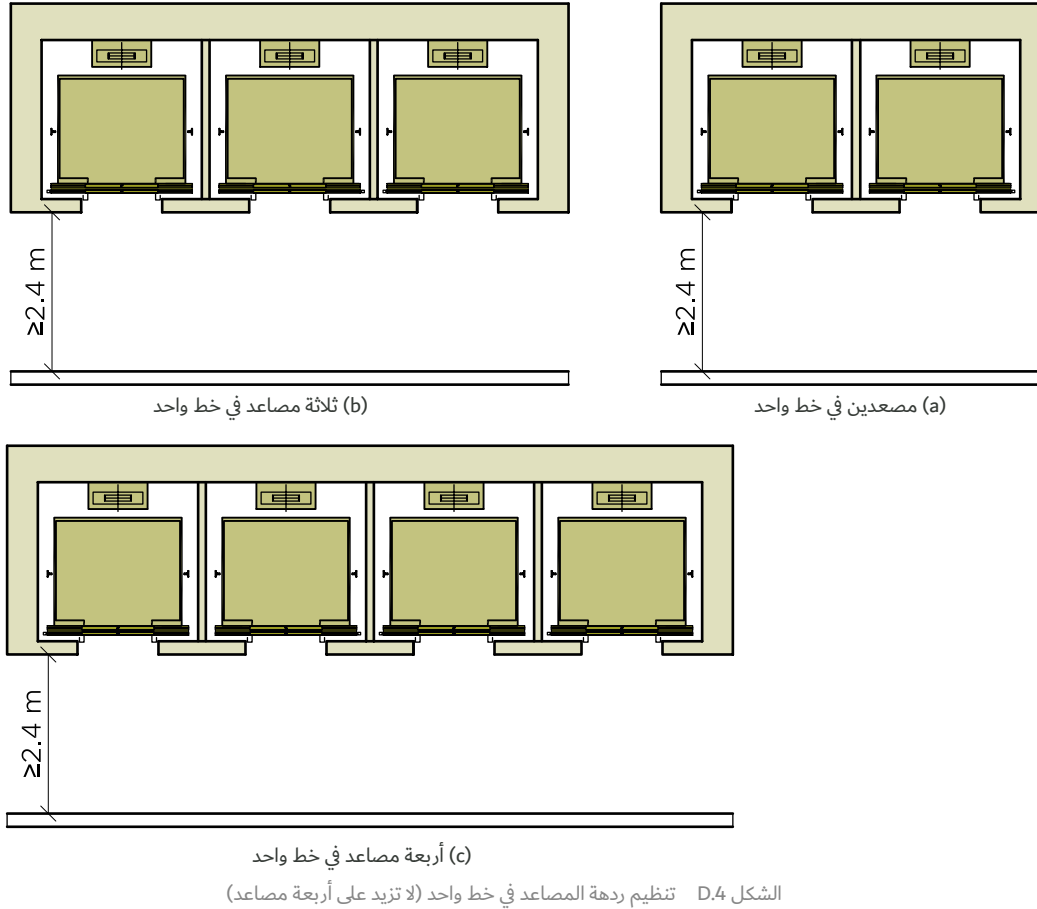 ≥2.4 m
≥2.4 m
(a) مصعدين في خط واحد
(b) ثلاثة مصاعد في خط واحد
≥2.4 m
(c) أربعة مصاعد في خط واحد
الشكل D.4 تنظيم ردهة المصاعد في خط واحد (لا تزيد على أربعة مصاعد)